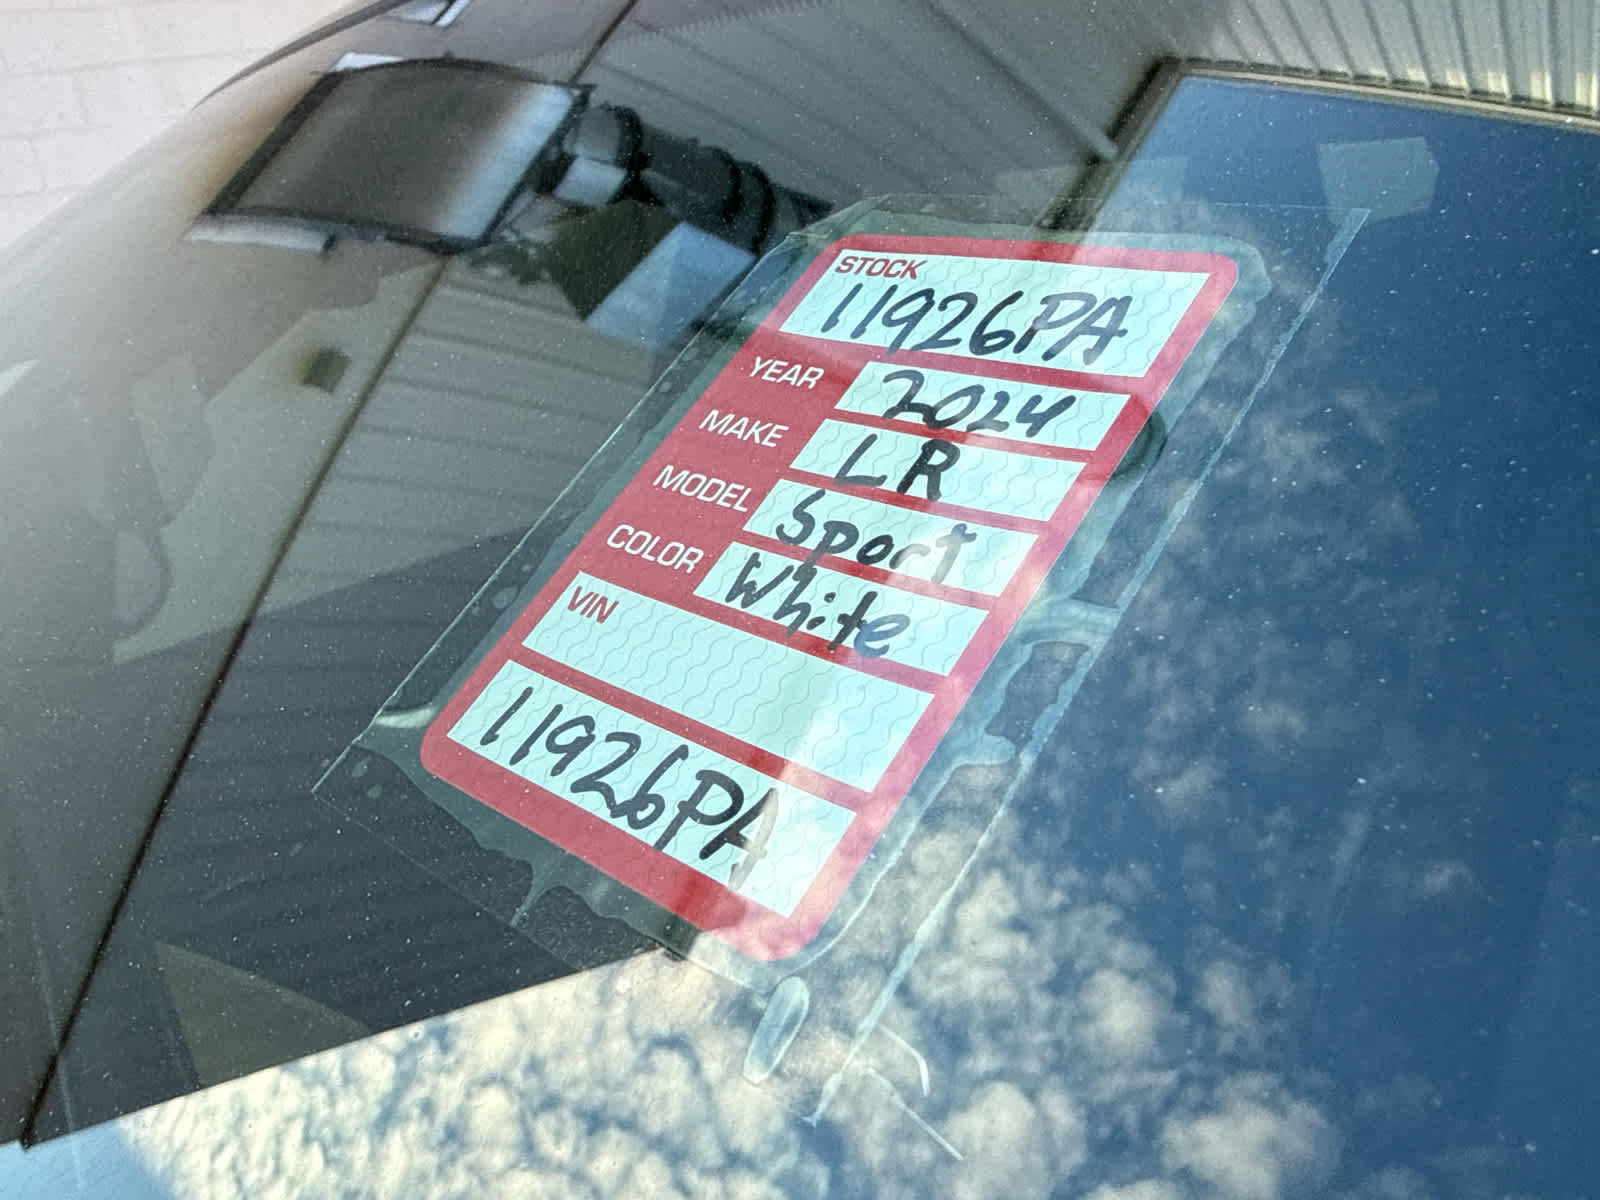 STOCK
11926PA
YEAR 2024
MAKE LR
MODEL Sport
COLOR White
VIN
11926PA